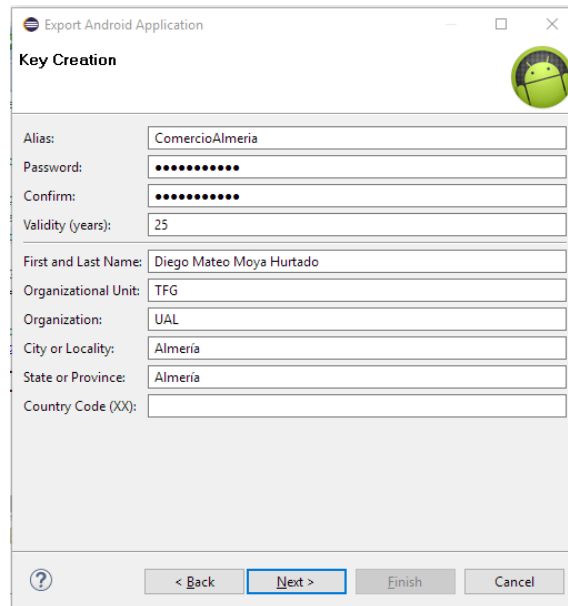 Export Android Application
Key Creation
Alias: ComercioAlmeria
Password: ●●●●●●●●●●●
Confirm: ●●●●●●●●●●●
Validity (years): 25
First and Last Name: Diego Mateo Moya Hurtado
Organizational Unit: TFG
Organization: UAL
City or Locality: Almería
State or Province: Almería
Country Code (XX):
? < Back Next > Finish Cancel